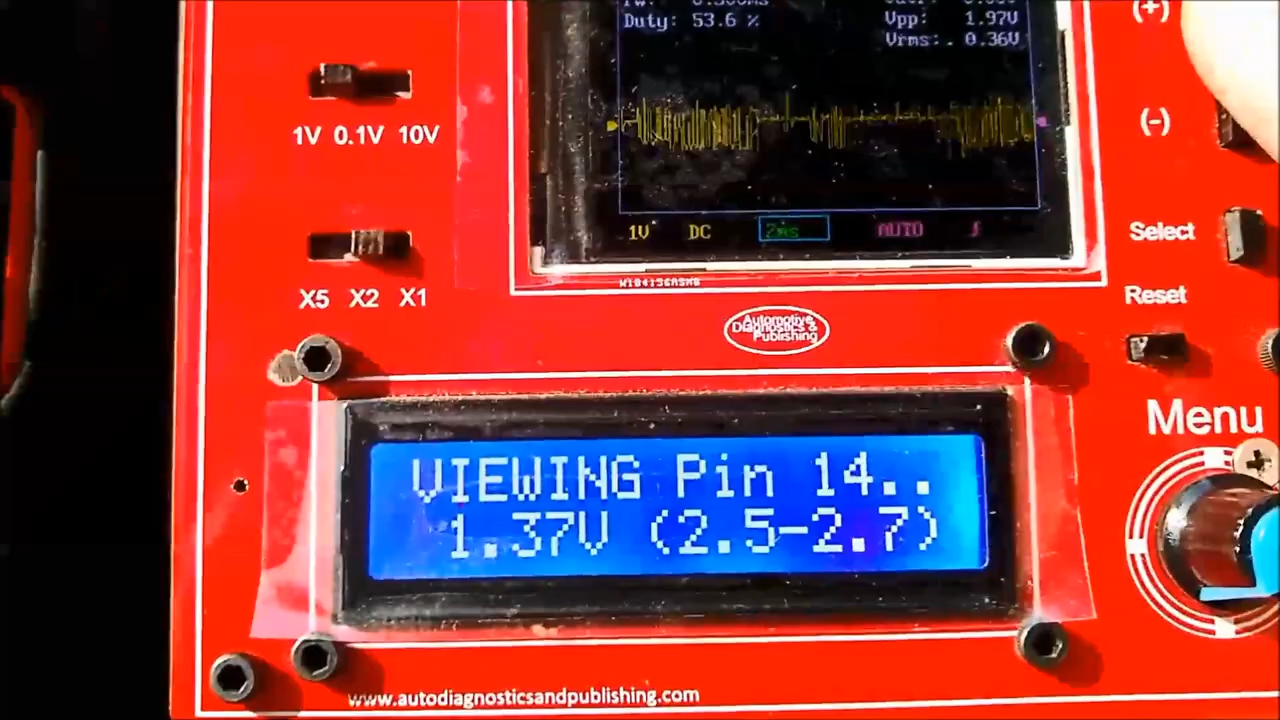 Duty: 53.6 %
Vpp: 1.97V
Vrms: 0.36V
(+)
1V 0.1V 10V
(-)
1V DC 2ms AUTO
Select
X5 X2 X1
Reset
Automotive
Diagnostics &
Publishing
Menu
VIEWING Pin 14..
1.37V (2.5-2.7)
www.autodiagnosticsandpublishing.com